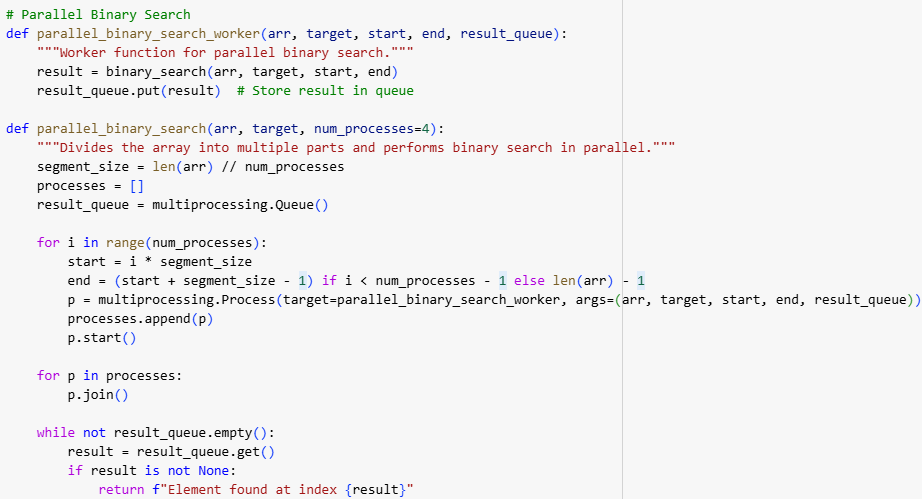 # Parallel Binary Search
def parallel_binary_search_worker(arr, target, start, end, result_queue):
    """Worker function for parallel binary search."""
    result = binary_search(arr, target, start, end)
    result_queue.put(result)  # Store result in queue

def parallel_binary_search(arr, target, num_processes=4):
    """Divides the array into multiple parts and performs binary search in parallel."""
    segment_size = len(arr) // num_processes
    processes = []
    result_queue = multiprocessing.Queue()

    for i in range(num_processes):
        start = i * segment_size
        end = (start + segment_size - 1) if i < num_processes - 1 else len(arr) - 1
        p = multiprocessing.Process(target=parallel_binary_search_worker, args=(arr, target, start, end, result_queue))
        processes.append(p)
        p.start()

    for p in processes:
        p.join()

    while not result_queue.empty():
        result = result_queue.get()
        if result is not None:
            return f"Element found at index {result}"